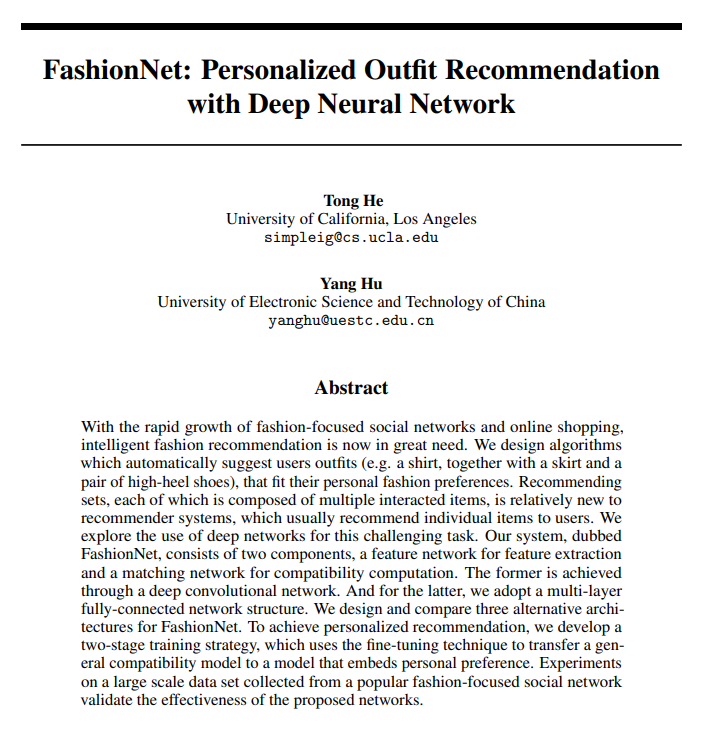 FashionNet: Personalized Outfit Recommendation
with Deep Neural Network
Tong He
University of California, Los Angeles
simpleig@cs.ucla.edu
Yang Hu
University of Electronic Science and Technology of China
yanghu@uestc.edu.cn
Abstract
With the rapid growth of fashion-focused social networks and online shopping,
intelligent fashion recommendation is now in great need. We design algorithms
which automatically suggest users outfits (e.g. a shirt, together with a skirt and a
pair of high-heel shoes), that fit their personal fashion preferences. Recommending
sets, each of which is composed of multiple interacted items, is relatively new to
recommender systems, which usually recommend individual items to users. We
explore the use of deep networks for this challenging task. Our system, dubbed
FashionNet, consists of two components, a feature network for feature extraction
and a matching network for compatibility computation. The former is achieved
through a deep convolutional network. And for the latter, we adopt a multi-layer
fully-connected network structure. We design and compare three alternative archi-
tectures for FashionNet. To achieve personalized recommendation, we develop a
two-stage training strategy, which uses the fine-tuning technique to transfer a gen-
eral compatibility model to a model that embeds personal preference. Experiments
on a large scale data set collected from a popular fashion-focused social network
validate the effectiveness of the proposed networks.